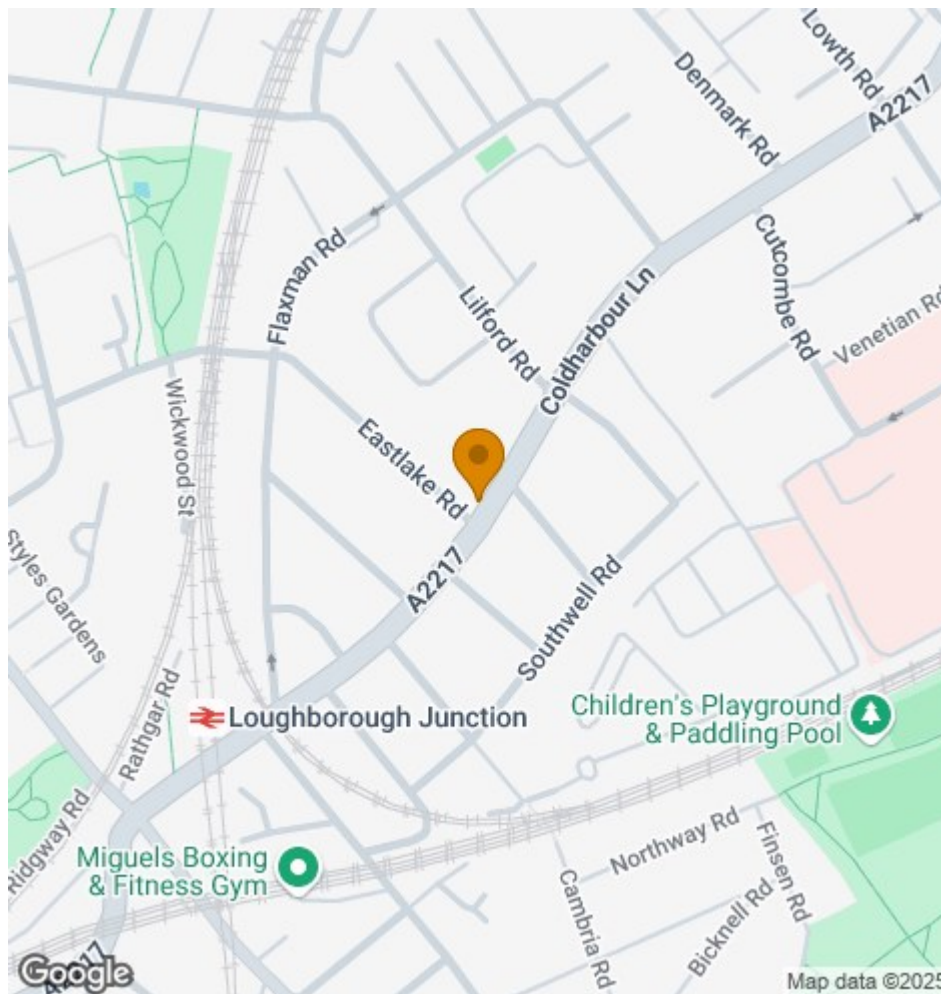 Lowth Rd
Denmark Rd
A2217
Flaxman Rd
Cutcombe Rd
Lilford Rd
Coldharbour Ln
Venetian Rd
Wickwood St
Eastlake Rd
A2217
Styles Gardens
Southwell Rd
Rathgar Rd
Loughborough Junction
Children's Playground
& Paddling Pool
Ridgway Rd
Miguels Boxing
& Fitness Gym
Northway Rd
Finsen Rd
Cambria Rd
Bicknell Rd
A2217
Google
Map data ©2025